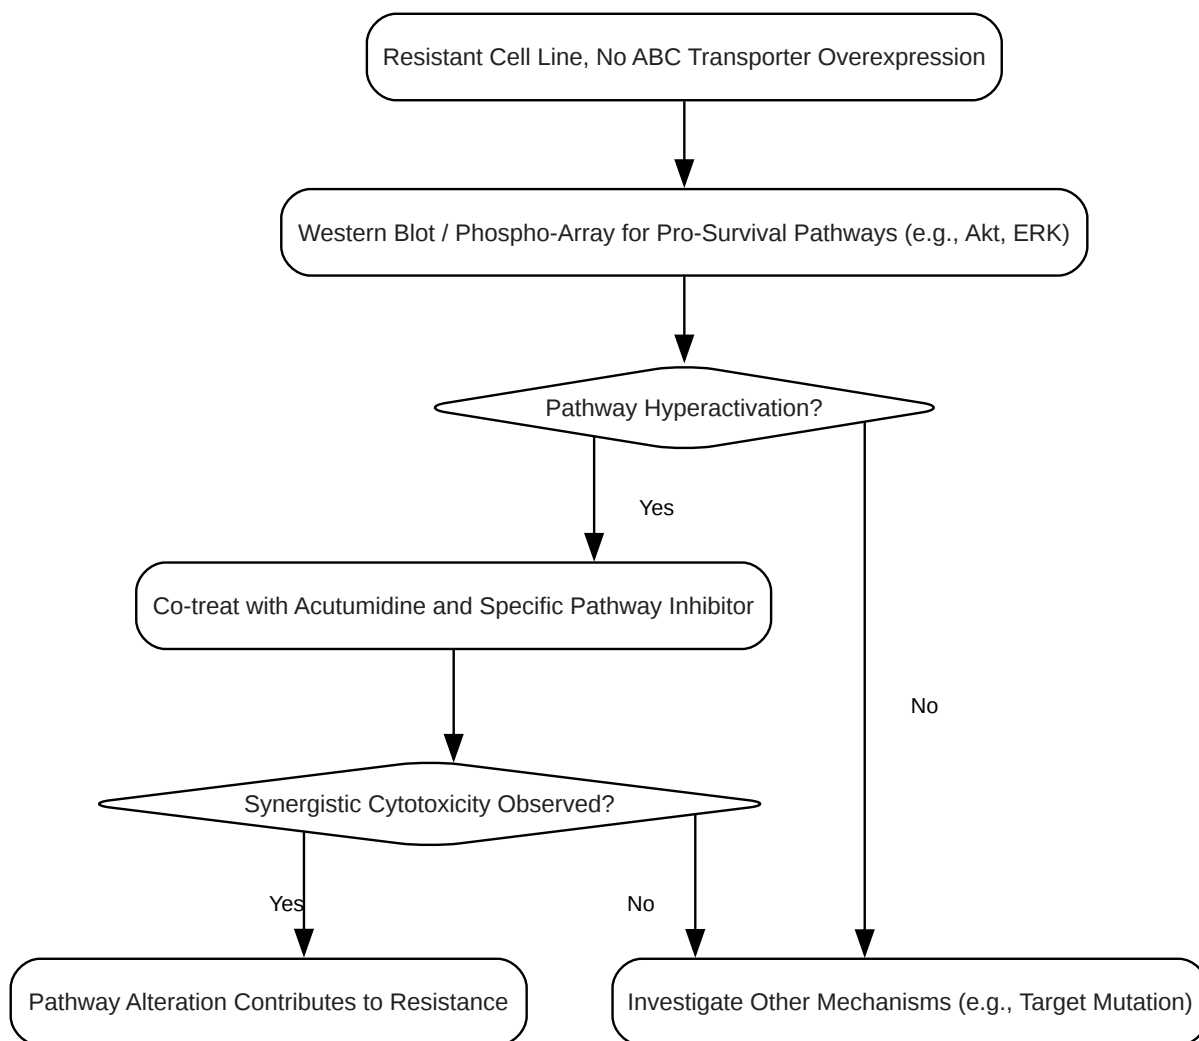 Resistant Cell Line, No ABC Transporter Overexpression
Western Blot / Phospho-Array for Pro-Survival Pathways (e.g., Akt, ERK)
Pathway Hyperactivation?
Yes
Co-treat with Acutumidine and Specific Pathway Inhibitor
No
Synergistic Cytotoxicity Observed?
Yes
No
Pathway Alteration Contributes to Resistance
Investigate Other Mechanisms (e.g., Target Mutation)